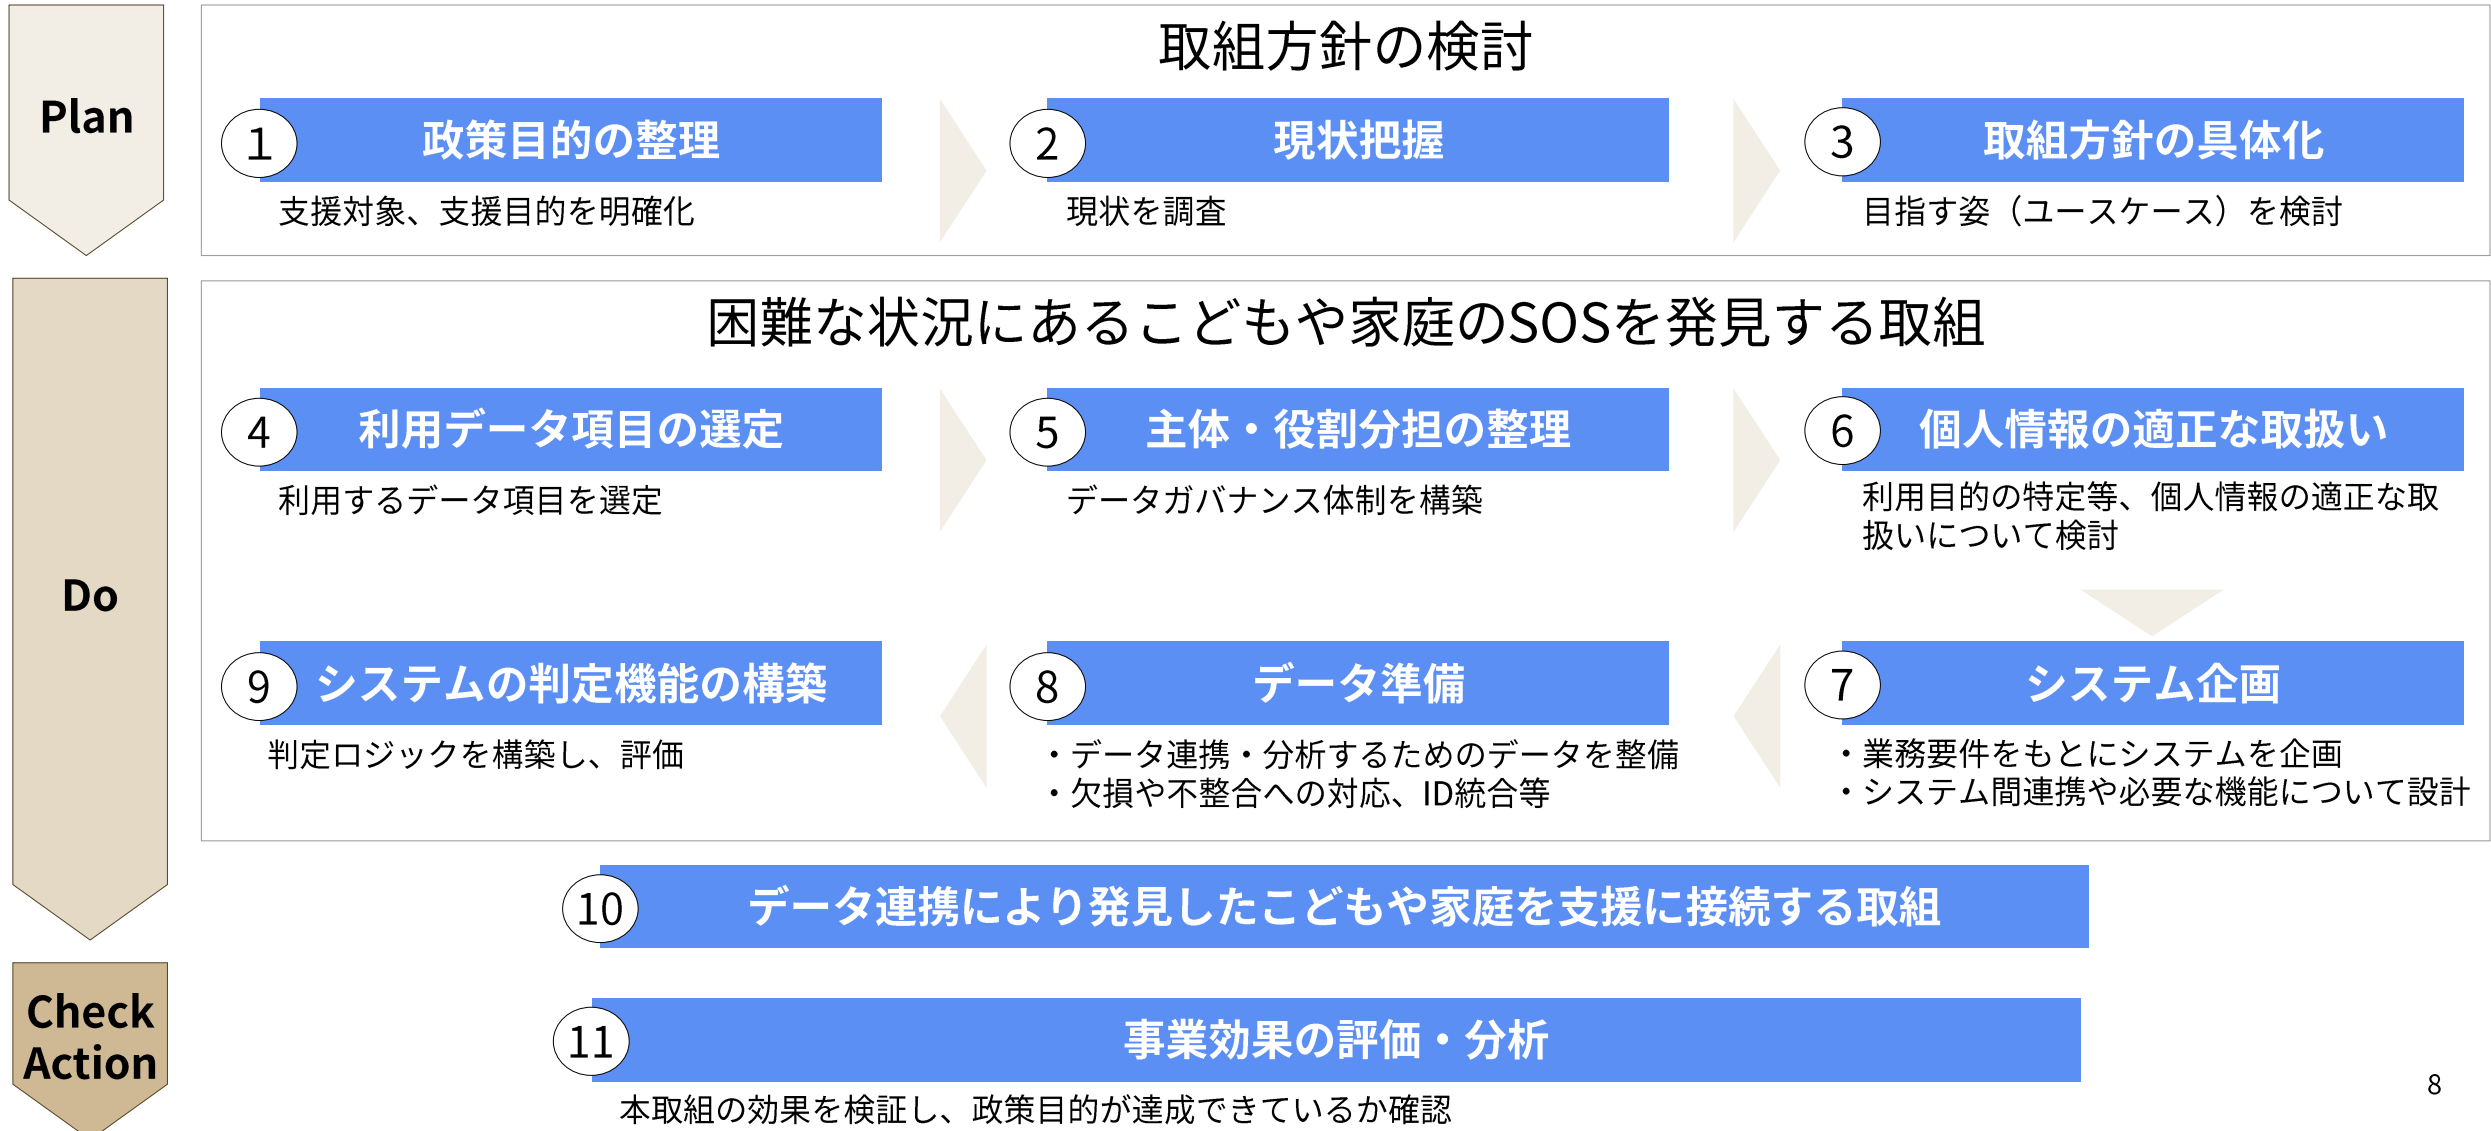 Plan
取組方針の検討
1
政策目的の整理
支援対象、支援目的を明確化
2
現状把握
現状を調査
3
取組方針の具体化
目指す姿（ユースケース）を検討
Do
困難な状況にあるこどもや家庭のSOSを発見する取組
4
利用データ項目の選定
利用するデータ項目を選定
5
主体・役割分担の整理
データガバナンス体制を構築
6
個人情報の適正な取扱い
利用目的の特定等、個人情報の適正な取
扱いについて検討
7
システム企画
・業務要件をもとにシステムを企画
・システム間連携や必要な機能について設計
8
データ準備
・データ連携・分析するためのデータを整備
・欠損や不整合への対応、ID統合等
9
システムの判定機能の構築
判定ロジックを構築し、評価
10
データ連携により発見したこどもや家庭を支援に接続する取組
Check
Action
11
事業効果の評価・分析
本取組の効果を検証し、政策目的が達成できているか確認
8